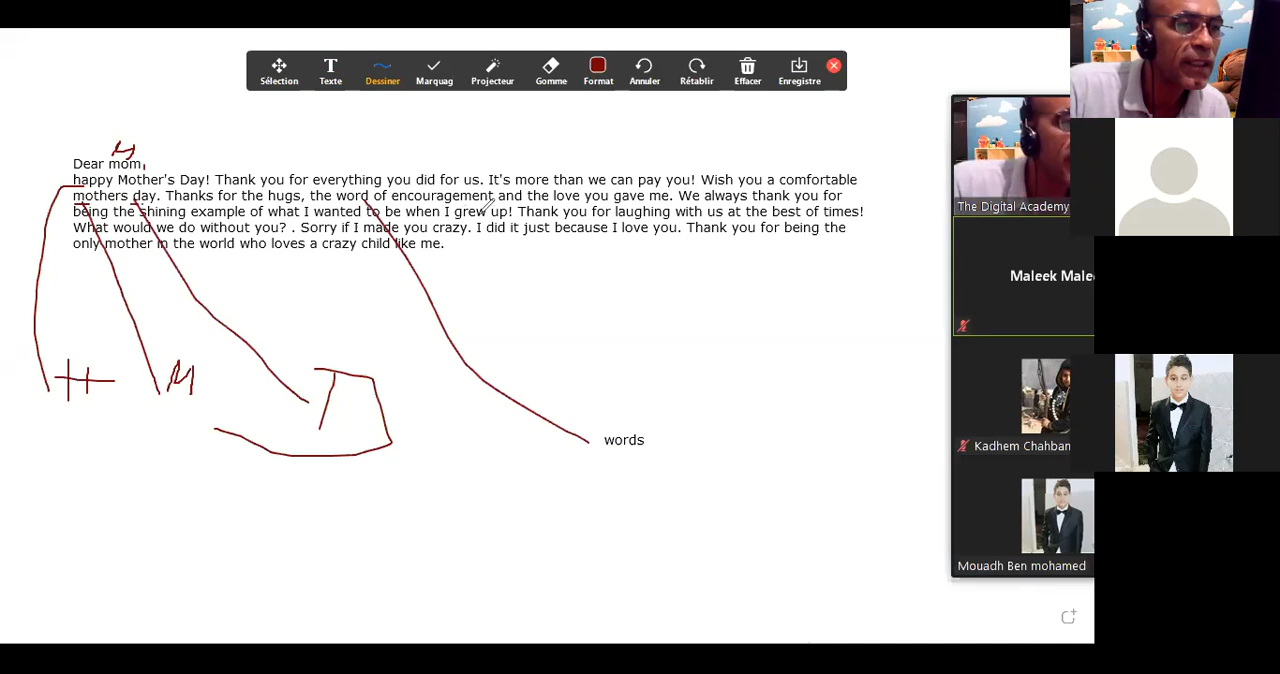 Sélection Texte Dessiner Marquag Projecteur Gomme Format Annuler Rétablir Effacer Enregistre
M
Dear mom,
happy Mother's Day! Thank you for everything you did for us. It's more than we can pay you! Wish you a comfortable
mothers day. Thanks for the hugs, the word of encouragement and the love you gave me. We always thank you for
being the shining example of what I wanted to be when I grew up! Thank you for laughing with us at the best of times!
What would we do without you? . Sorry if I made you crazy. I did it just because I love you. Thank you for being the
only mother in the world who loves a crazy child like me.
H M D
words
The Digital Academy
Maleek Malee
Kadhem Chahban
Mouadh Ben mohamed